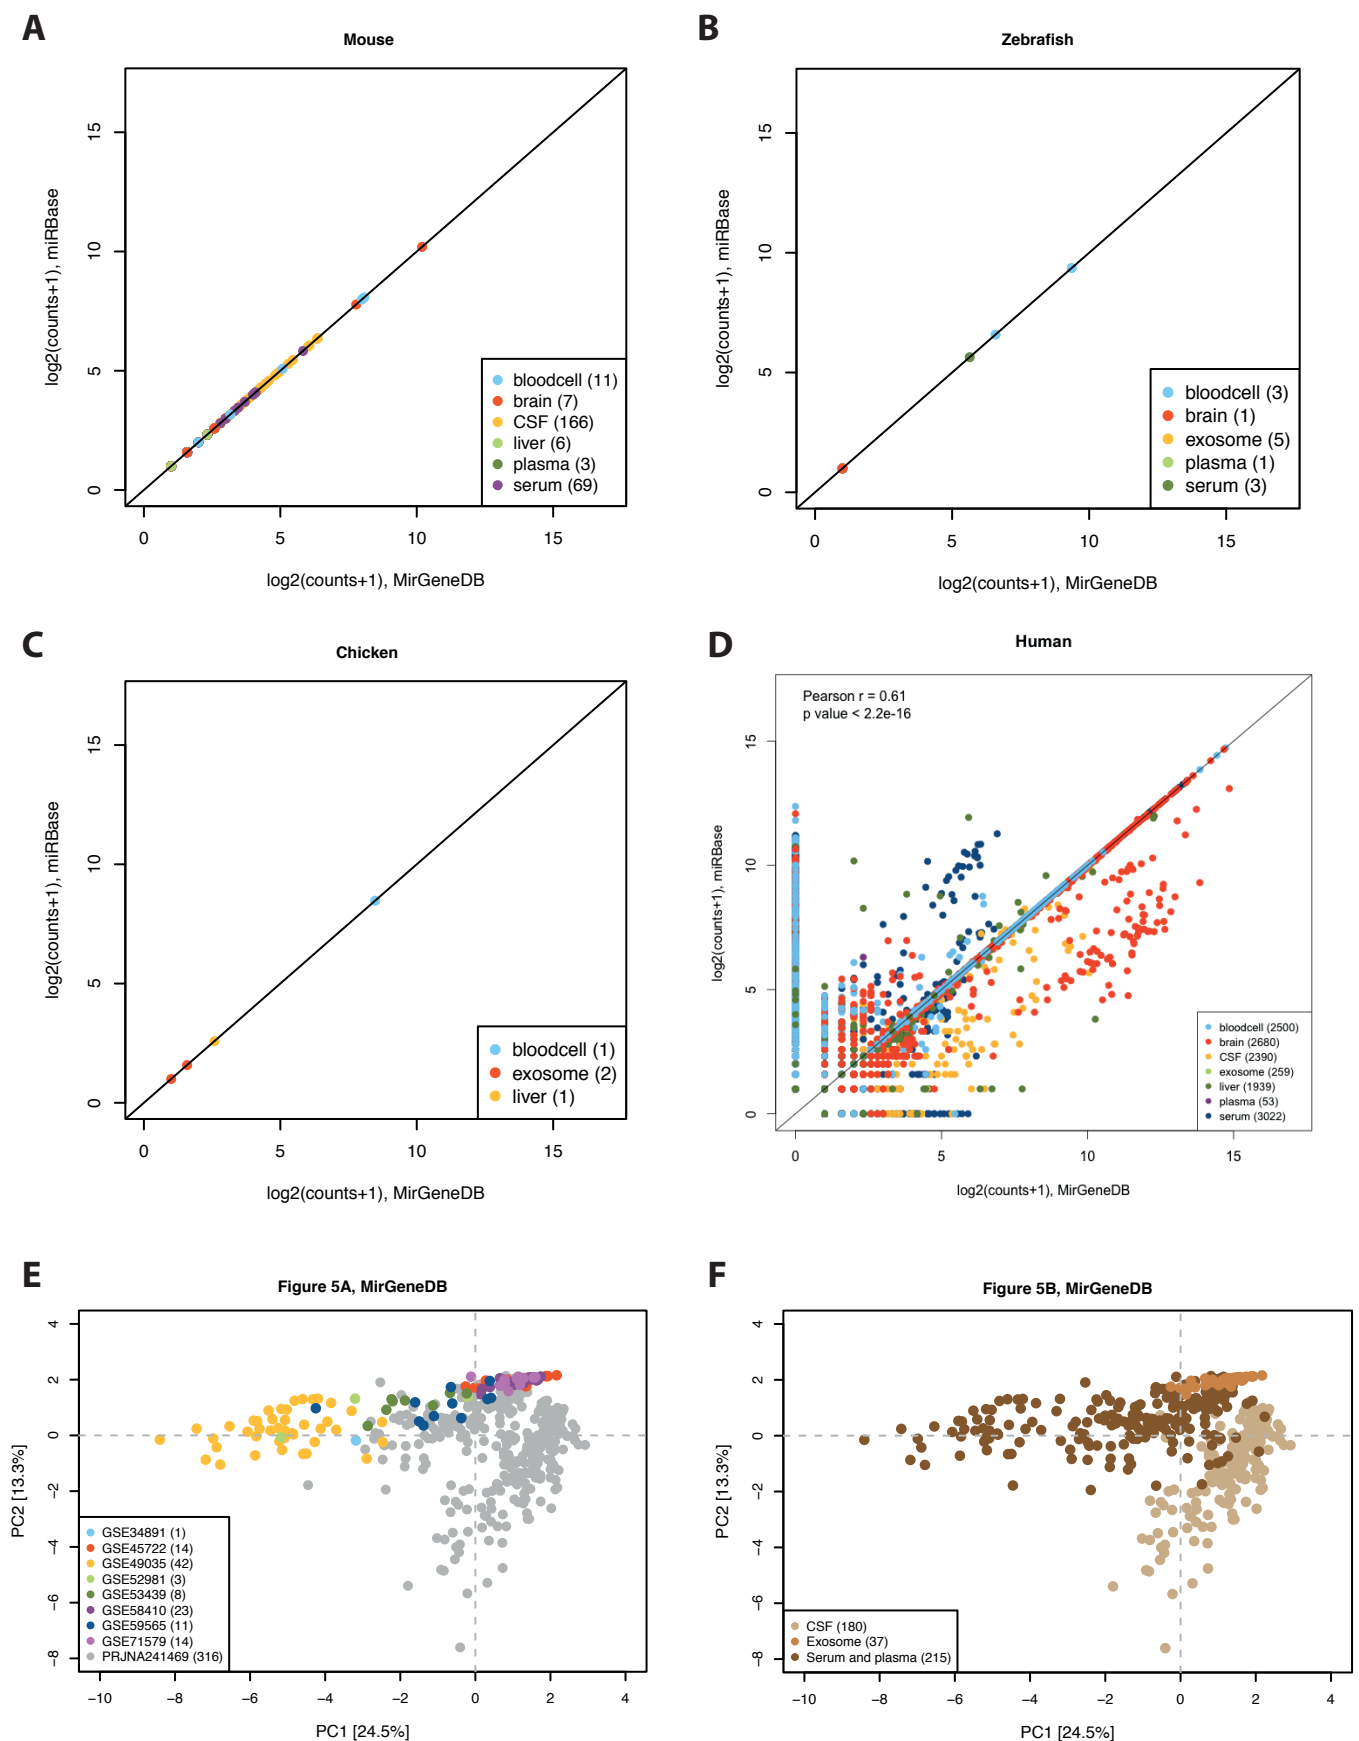 A
Mouse
log2(counts+1), miRBase
15
10
5
0
0 5 10 15
log2(counts+1), MirGeneDB
bloodcell (11)
brain (7)
CSF (166)
liver (6)
plasma (3)
serum (69)
B
Zebrafish
log2(counts+1), miRBase
15
10
5
0
0 5 10 15
log2(counts+1), MirGeneDB
bloodcell (3)
brain (1)
exosome (5)
plasma (1)
serum (3)
C
Chicken
log2(counts+1), miRBase
15
10
5
0
0 5 10 15
log2(counts+1), MirGeneDB
bloodcell (1)
exosome (2)
liver (1)
D
Human
Pearson r = 0.61
p value < 2.2e-16
log2(counts+1), miRBase
15
10
5
0
0 5 10 15
log2(counts+1), MirGeneDB
bloodcell (2500)
brain (2680)
CSF (2390)
exosome (259)
liver (1939)
plasma (53)
serum (3022)
E
Figure 5A, MirGeneDB
PC2 [13.3%]
4
2
0
−2
−4
−6
−8
GSE34891 (1)
GSE45722 (14)
GSE49035 (42)
GSE52981 (3)
GSE53439 (8)
GSE58410 (23)
GSE59565 (11)
GSE71579 (14)
PRJNA241469 (316)
−10 −8 −6 −4 −2 0 2 4
PC1 [24.5%]
F
Figure 5B, MirGeneDB
PC2 [13.3%]
4
2
0
−2
−4
−6
−8
CSF (180)
Exosome (37)
Serum and plasma (215)
−10 −8 −6 −4 −2 0 2 4
PC1 [24.5%]